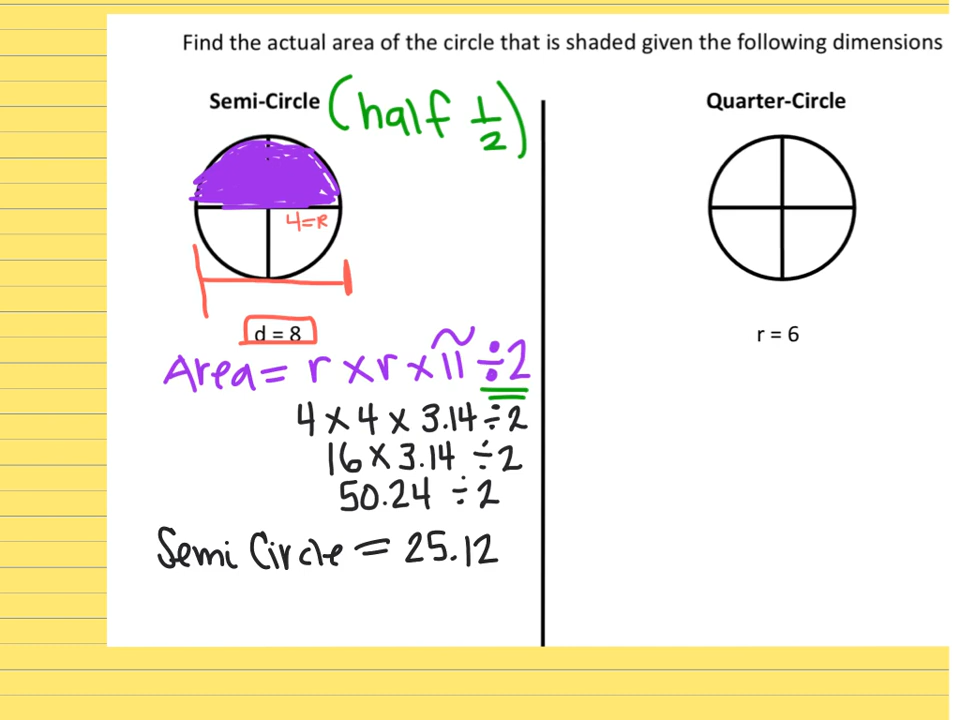 Find the actual area of the circle that is shaded given the following dimensions
Semi-Circle (half 1/2)
4=R
d = 8
Area = r x r x π ÷ 2
4 x 4 x 3.14 ÷ 2
16 x 3.14 ÷ 2
50.24 ÷ 2
Semi Circle = 25.12
Quarter-Circle
r = 6